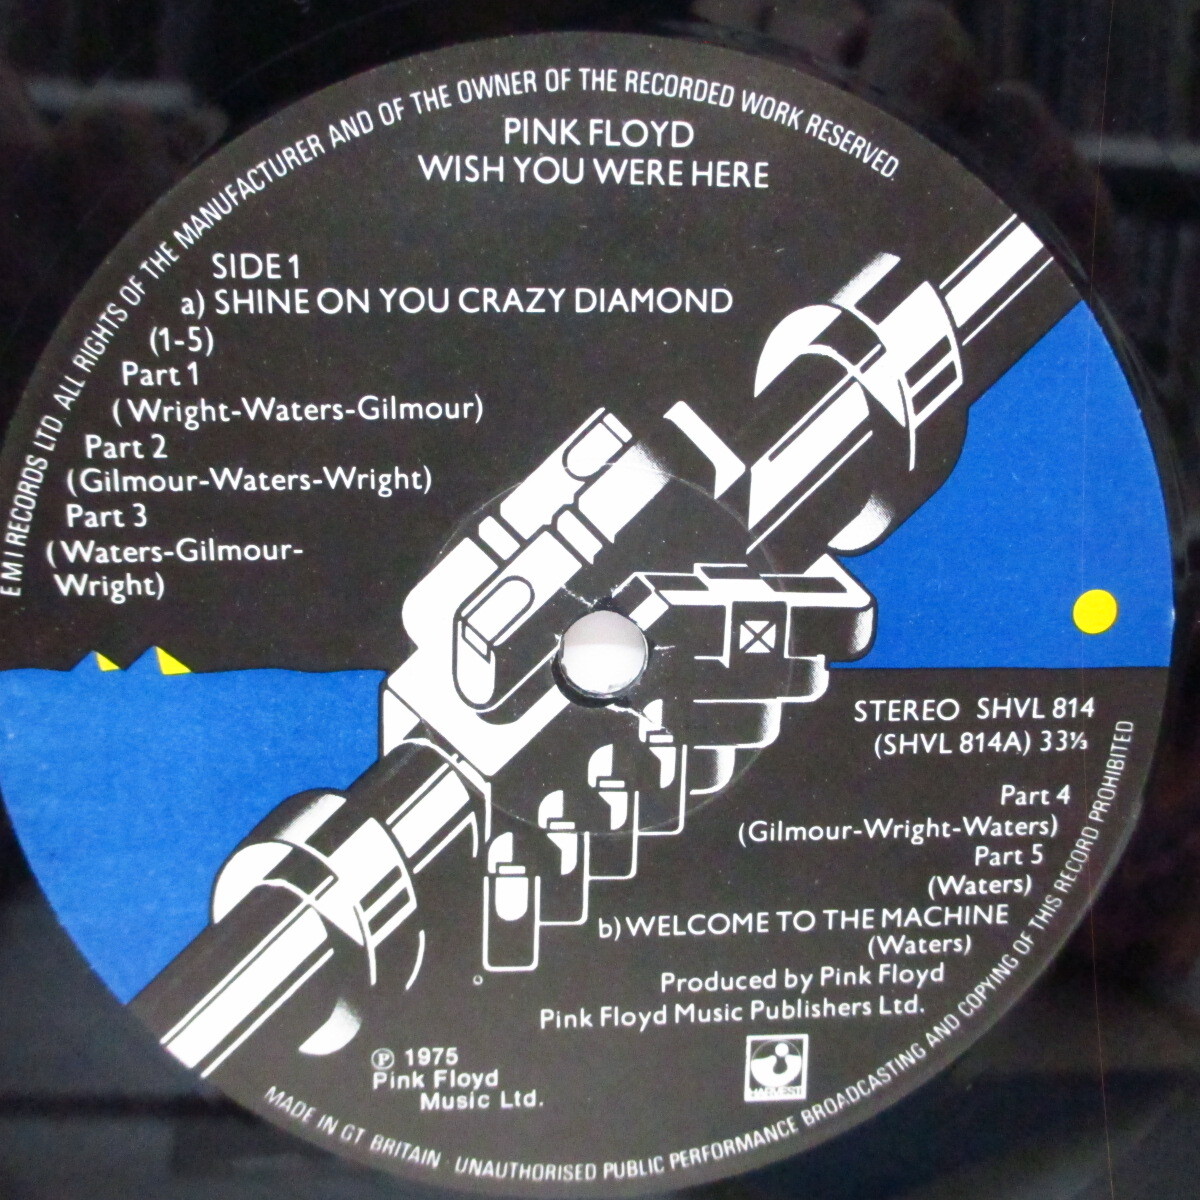 E M I RECORDS LTD. ALL RIGHTS OF THE MANUFACTURER AND OF THE OWNER OF THE RECORDED WORK RESERVED.
PINK FLOYD
WISH YOU WERE HERE
SIDE 1
a) SHINE ON YOU CRAZY DIAMOND
(1-5)
Part 1
(Wright-Waters-Gilmour)
Part 2
(Gilmour-Waters-Wright)
Part 3
(Waters-Gilmour-
Wright)
STEREO SHVL 814
(SHVL 814A) 33⅓
Part 4
(Gilmour-Wright-Waters)
Part 5
(Waters)
b) WELCOME TO THE MACHINE
(Waters)
Produced by Pink Floyd
Pink Floyd Music Publishers Ltd.
℗ 1975
Pink Floyd
Music Ltd.
HARVEST
MADE IN GT BRITAIN · UNAUTHORISED PUBLIC PERFORMANCE BROADCASTING AND COPYING OF THIS RECORD PROHIBITED